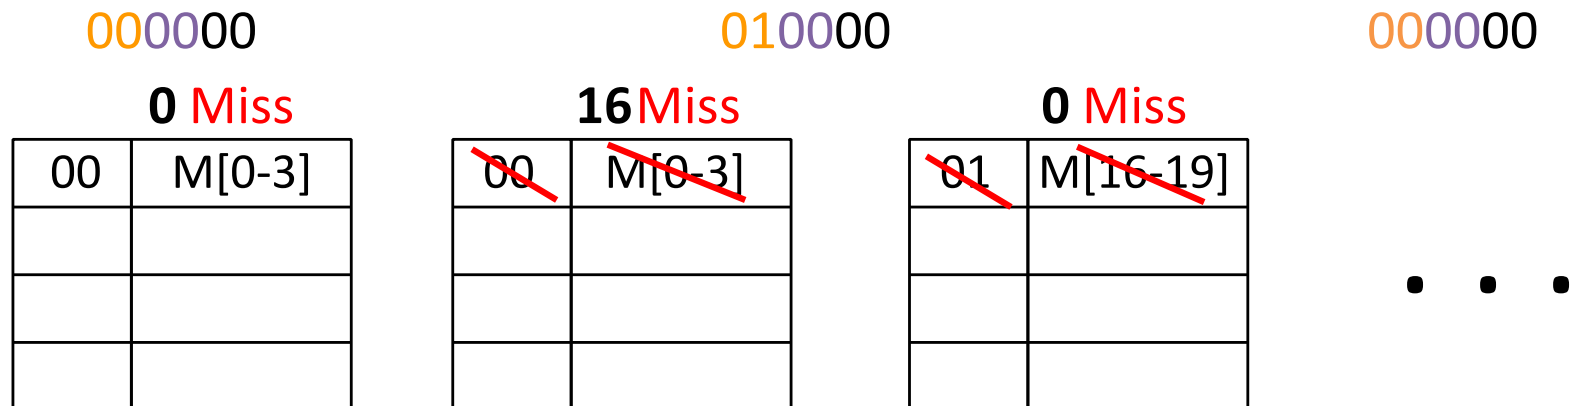 000000 010000 000000
0 Miss 16 Miss 0 Miss
00 M[0-3] 00 M[0-3] 01 M[16-19]
. . .